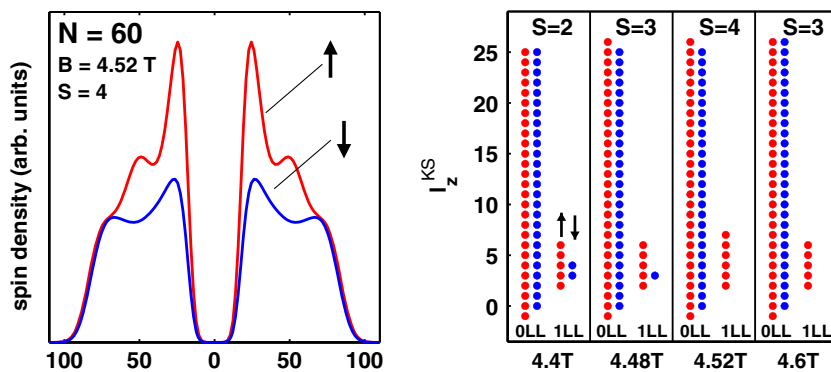 N = 60
B = 4.52 T
S = 4
spin density (arb. units)
100 50 0 50 100
S=2 S=3 S=4 S=3
l_z^KS
25
20
15
10
5
0
0LL 1LL 0LL 1LL 0LL 1LL 0LL 1LL
4.4T 4.48T 4.52T 4.6T